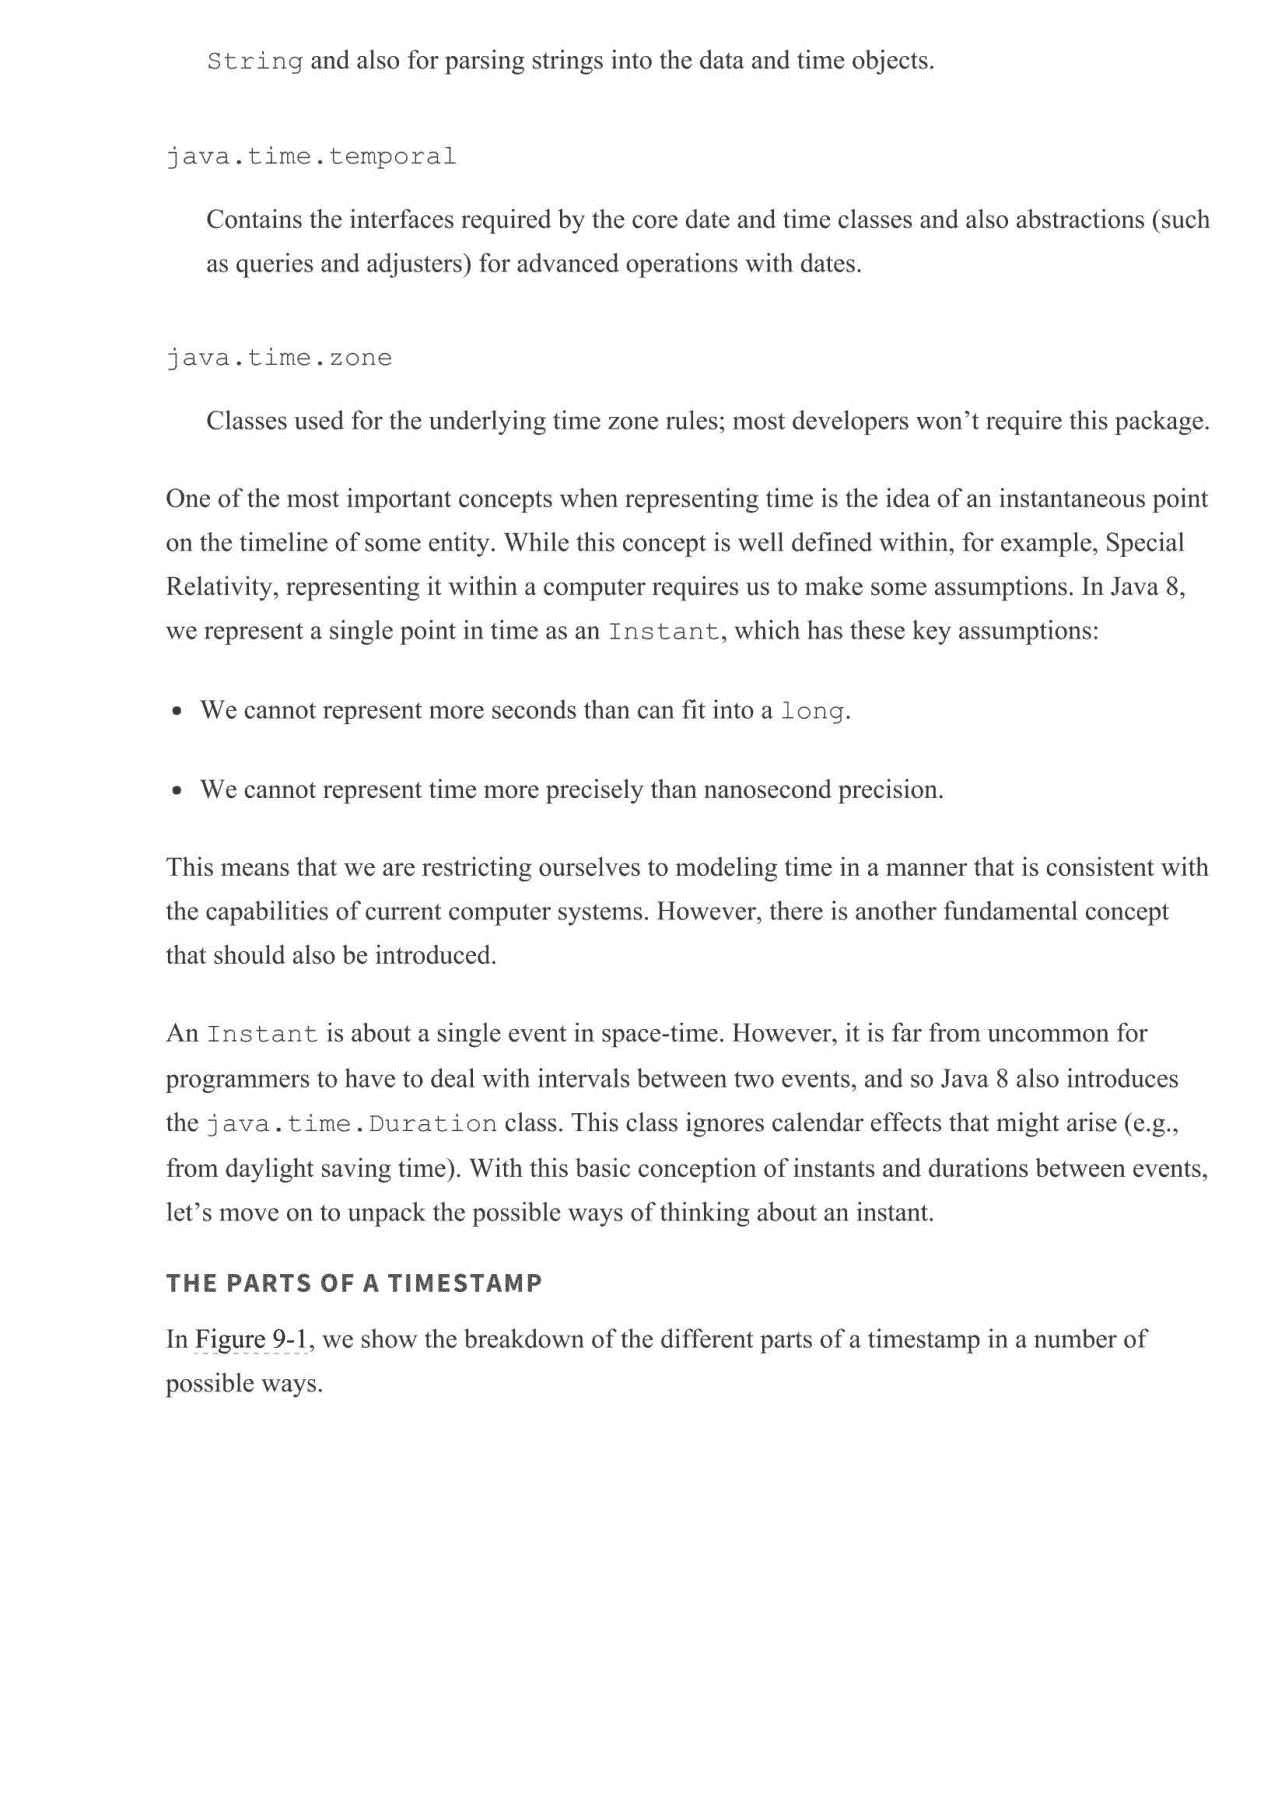 String and also for parsing strings into the data and time objects.
java.time.temporal
Contains the interfaces required by the core date and time classes and also abstractions (such
as queries and adjusters) for advanced operations with dates.
java.time.zone
Classes used for the underlying time zone rules; most developers won’t require this package.
One of the most important concepts when representing time is the idea of an instantaneous point
on the timeline of some entity. While this concept is well defined within, for example, Special
Relativity, representing it within a computer requires us to make some assumptions. In Java 8,
we represent a single point in time as an Instant, which has these key assumptions:
• We cannot represent more seconds than can fit into a long.
• We cannot represent time more precisely than nanosecond precision.
This means that we are restricting ourselves to modeling time in a manner that is consistent with
the capabilities of current computer systems. However, there is another fundamental concept
that should also be introduced.
An Instant is about a single event in space-time. However, it is far from uncommon for
programmers to have to deal with intervals between two events, and so Java 8 also introduces
the java.time.Duration class. This class ignores calendar effects that might arise (e.g.,
from daylight saving time). With this basic conception of instants and durations between events,
let’s move on to unpack the possible ways of thinking about an instant.
THE PARTS OF A TIMESTAMP
In Figure 9-1, we show the breakdown of the different parts of a timestamp in a number of
possible ways.